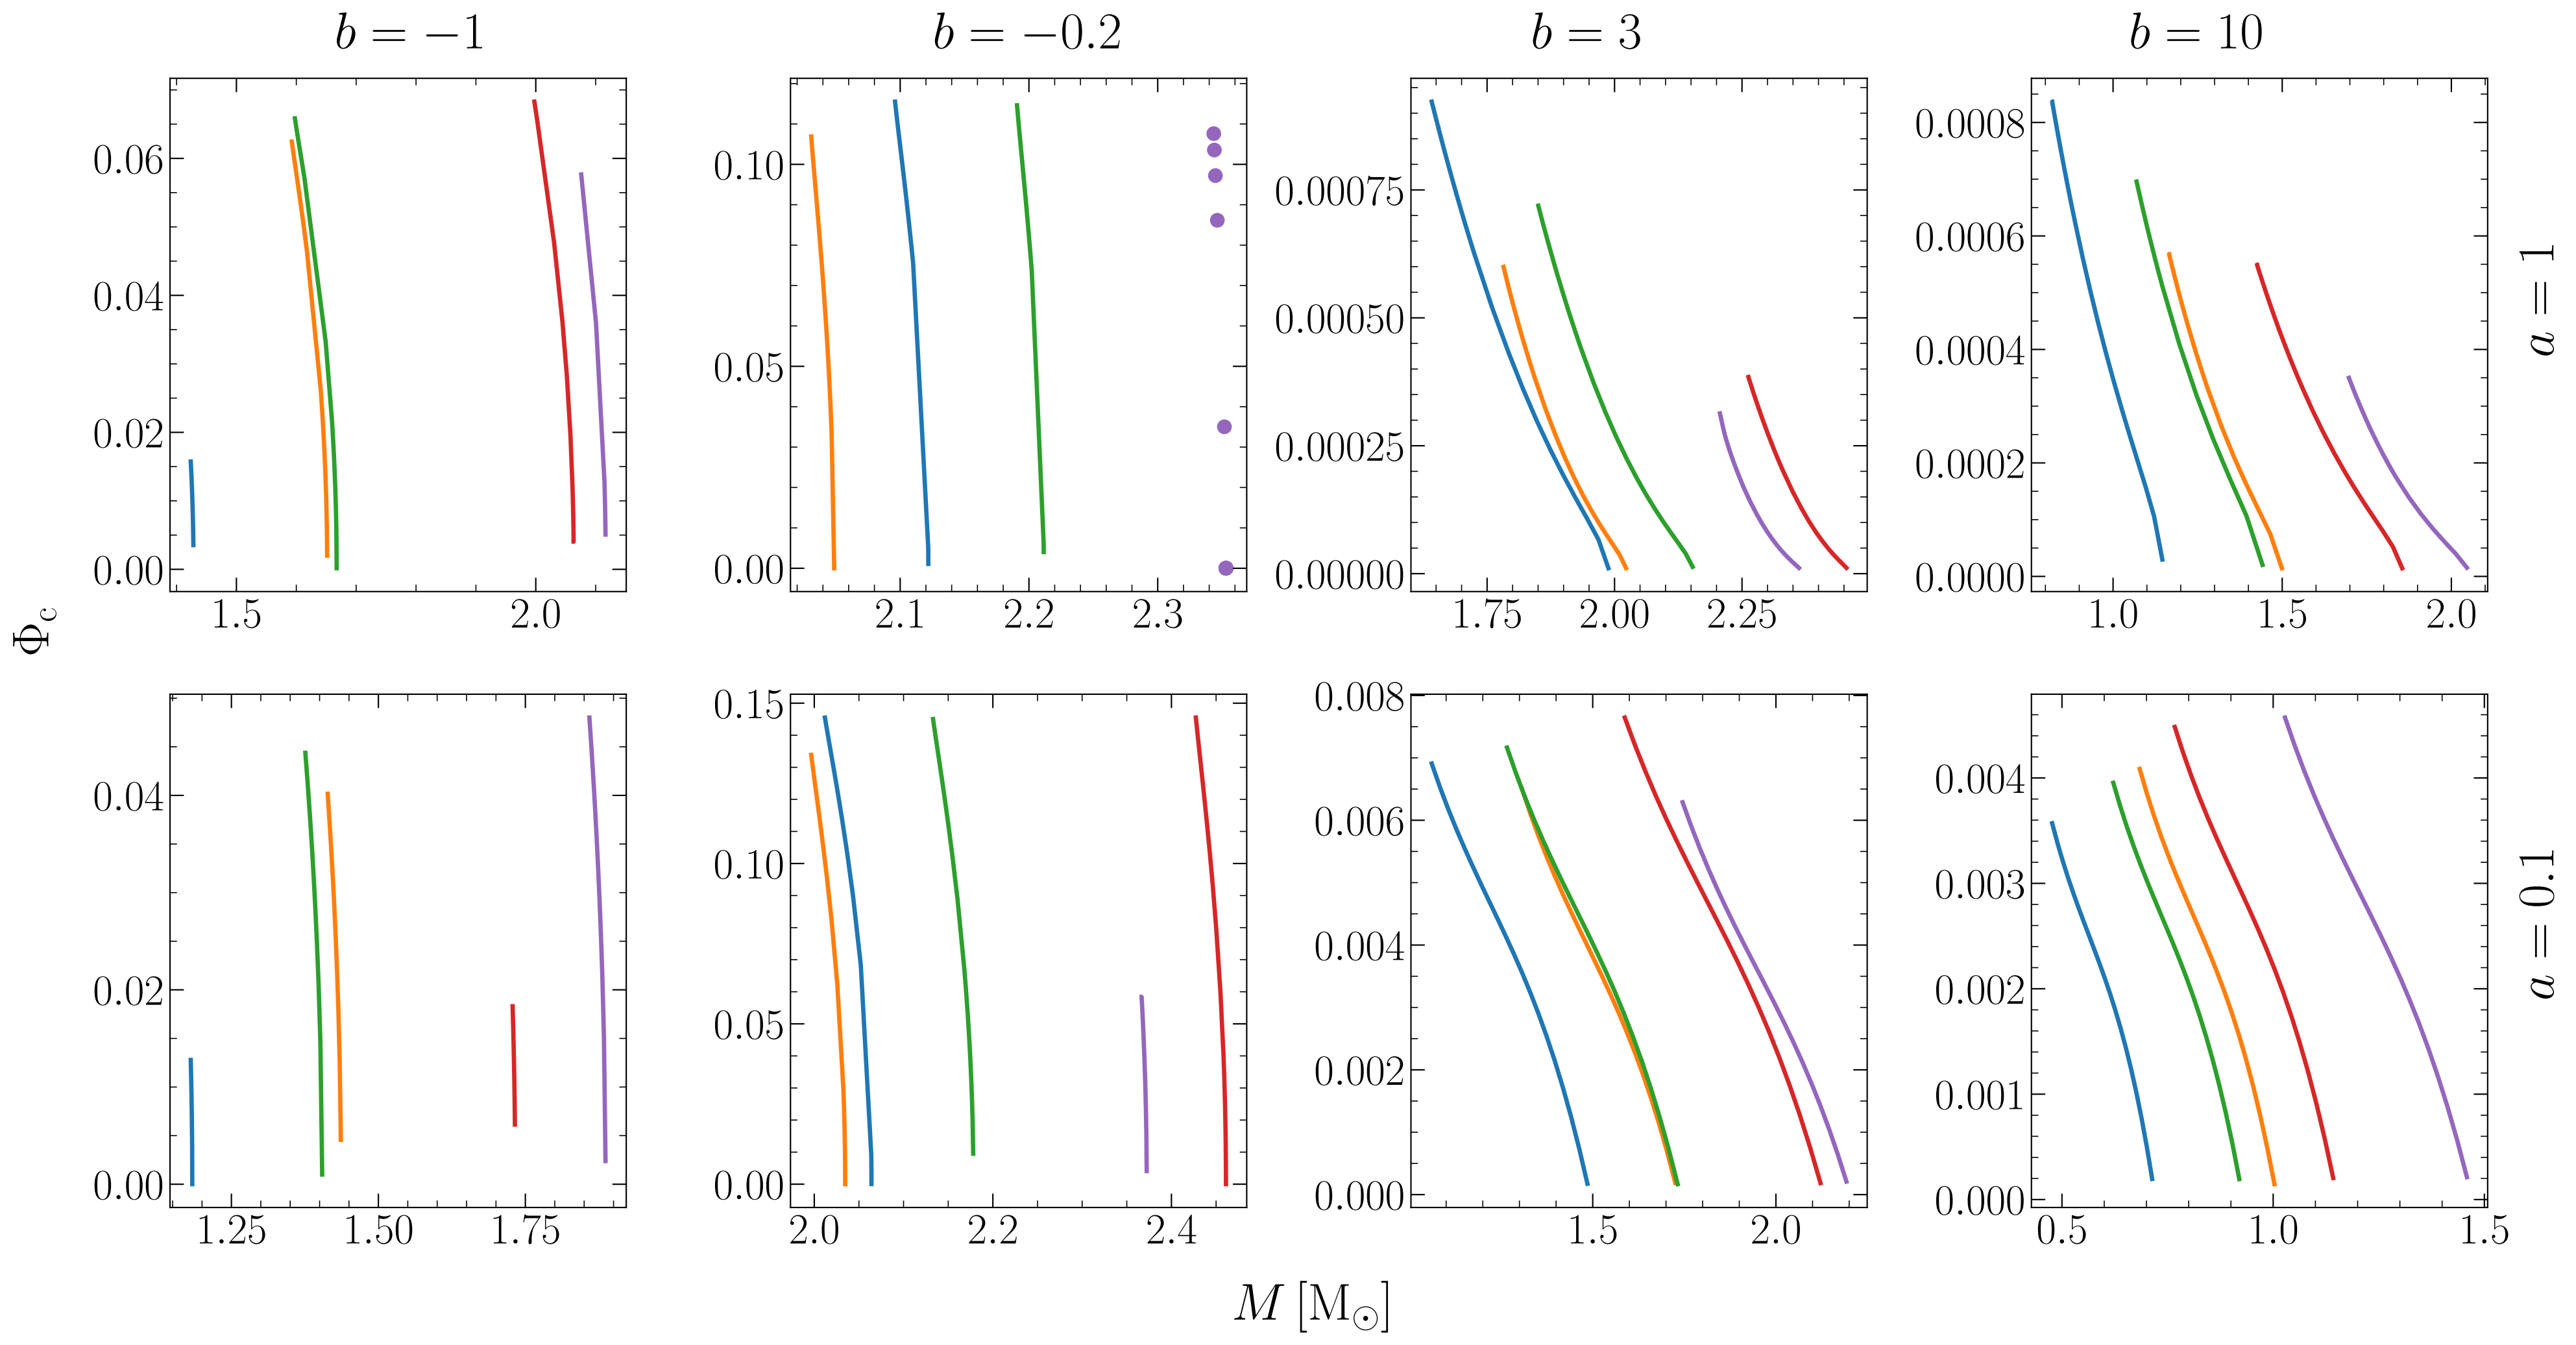 b = −1
b = −0.2
b = 3
b = 10
0.06
0.04
0.02
0.00
1.5 2.0
0.10
0.05
0.00
2.1 2.2 2.3
0.00075
0.00050
0.00025
0.00000
1.75 2.00 2.25
0.0008
0.0006
0.0004
0.0002
0.0000
1.0 1.5 2.0
a = 1
Φc
0.04
0.02
0.00
1.25 1.50 1.75
0.15
0.10
0.05
0.00
2.0 2.2 2.4
0.008
0.006
0.004
0.002
0.000
1.5 2.0
0.004
0.003
0.002
0.001
0.000
0.5 1.0 1.5
a = 0.1
M [M⊙]